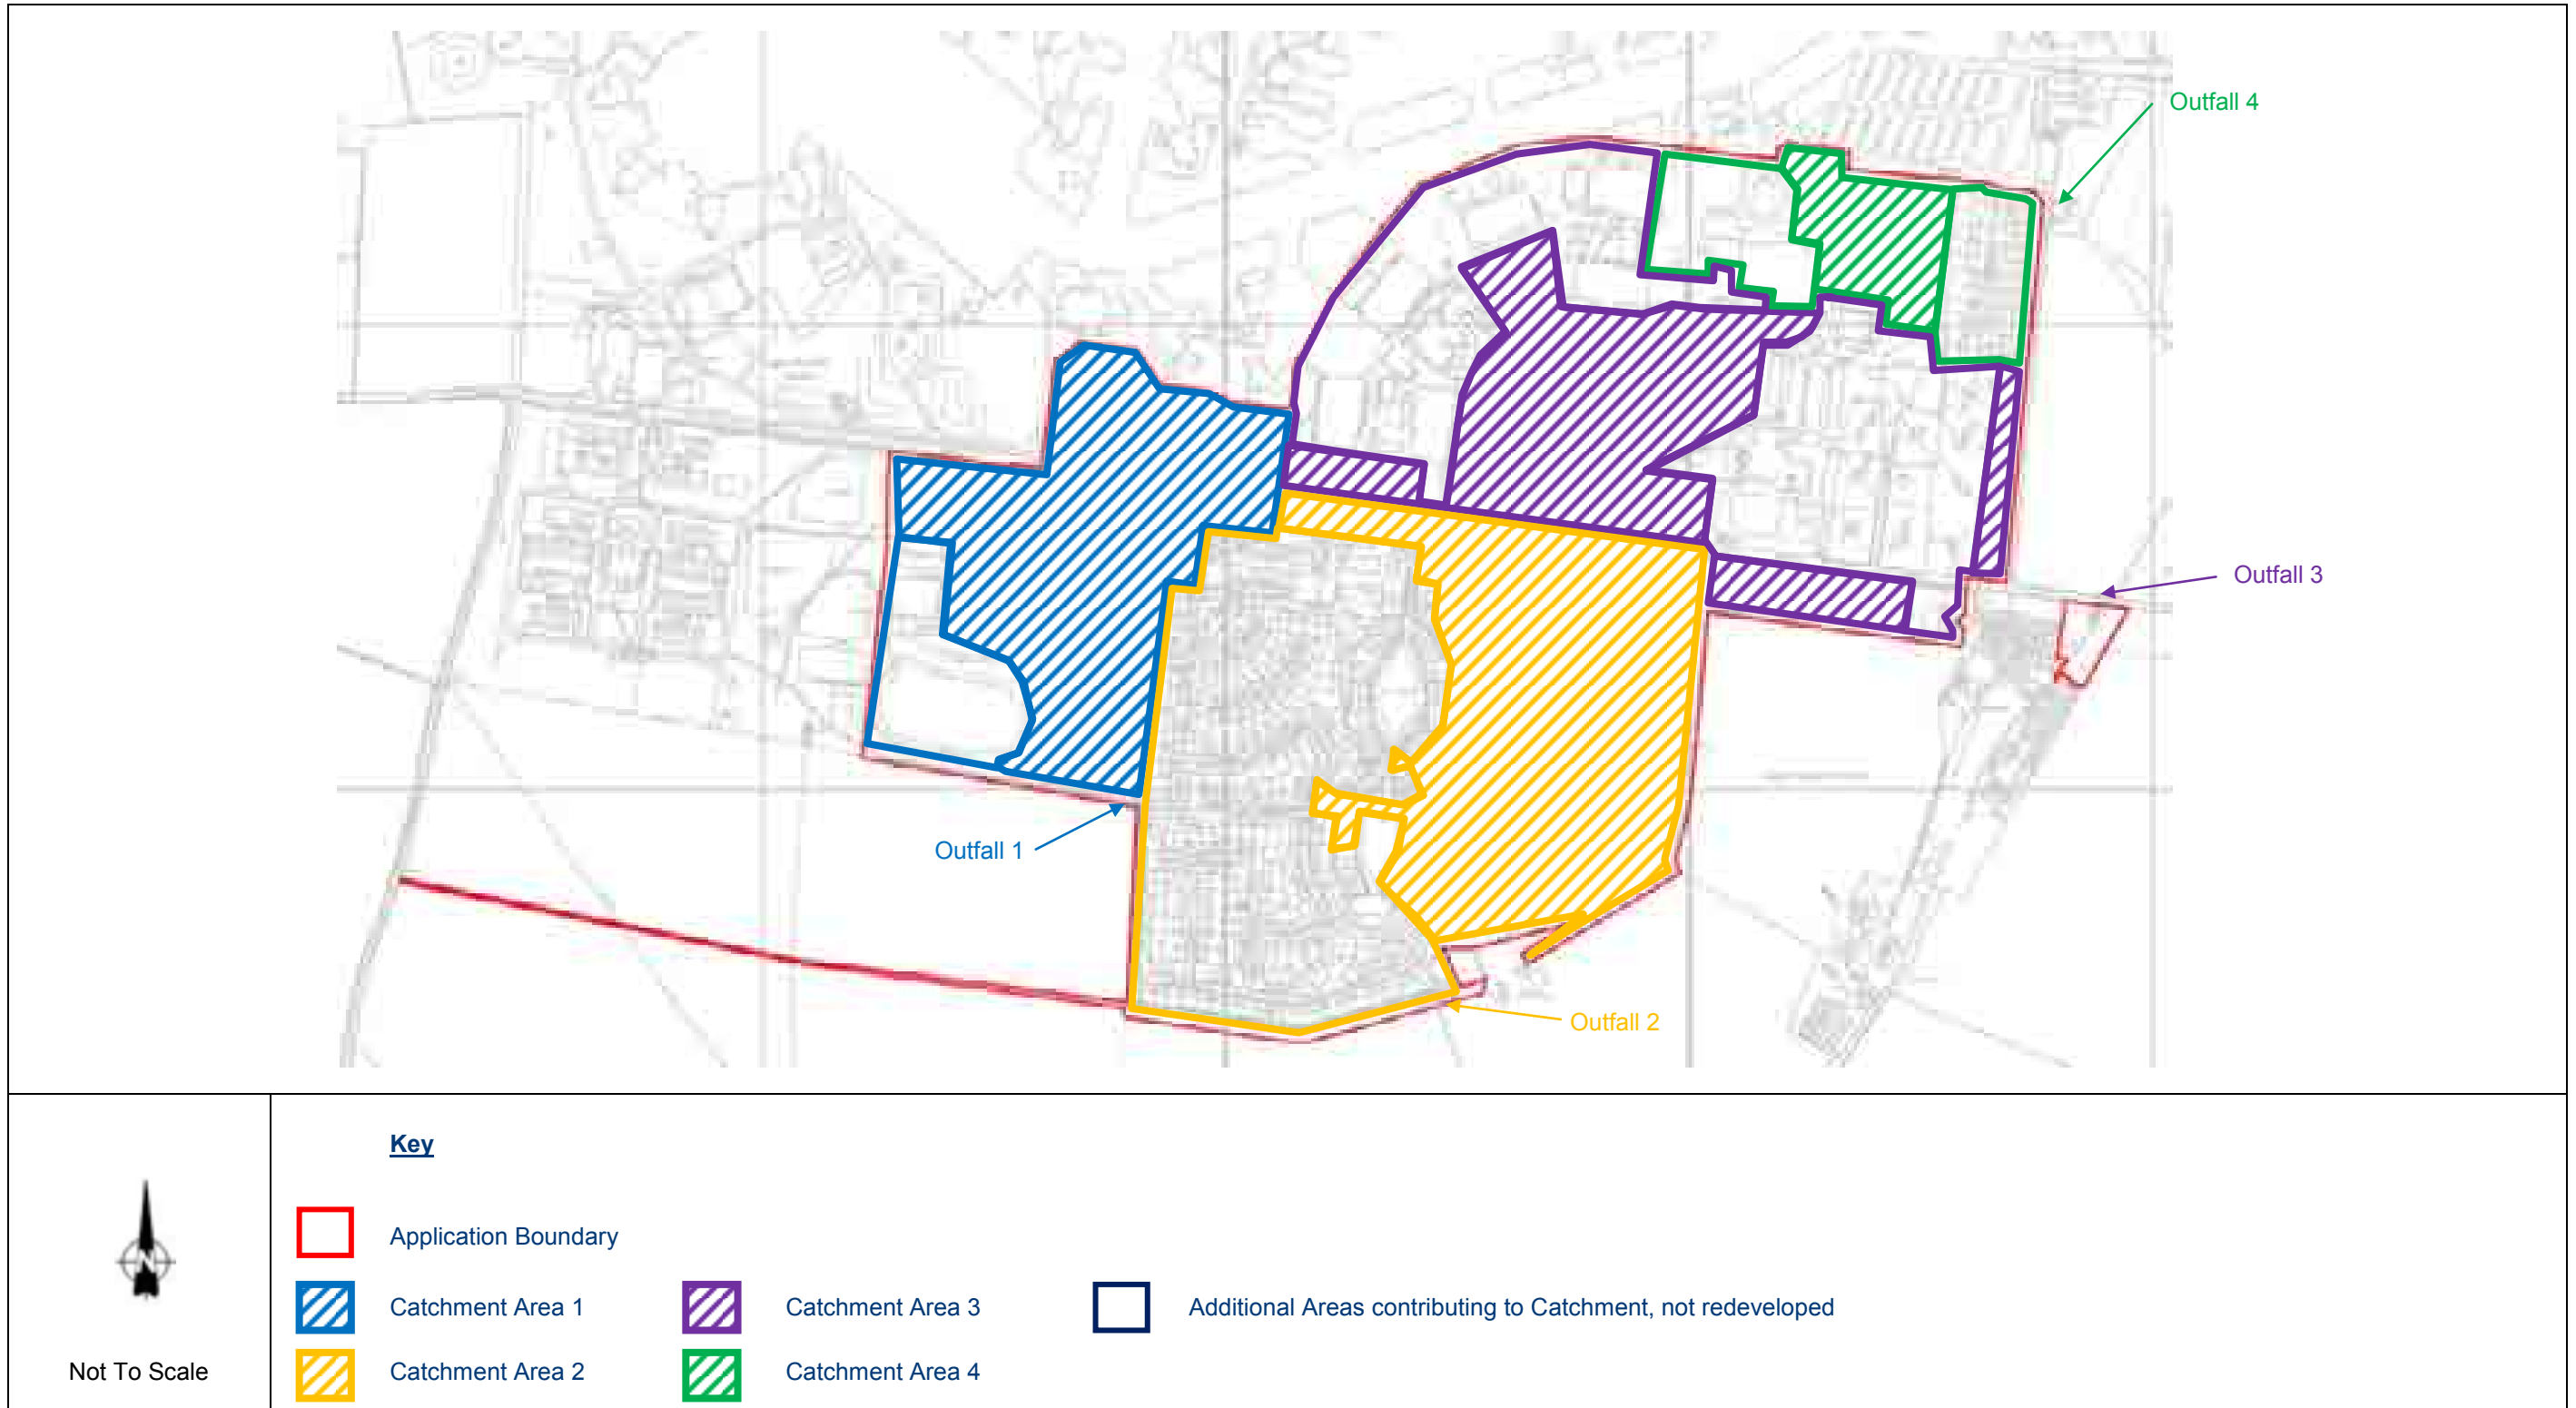 Outfall 4
Outfall 3
Outfall 1
Outfall 2
Key
Application Boundary
Catchment Area 1
Catchment Area 3
Additional Areas contributing to Catchment, not redeveloped
N
Not To Scale
Catchment Area 2
Catchment Area 4